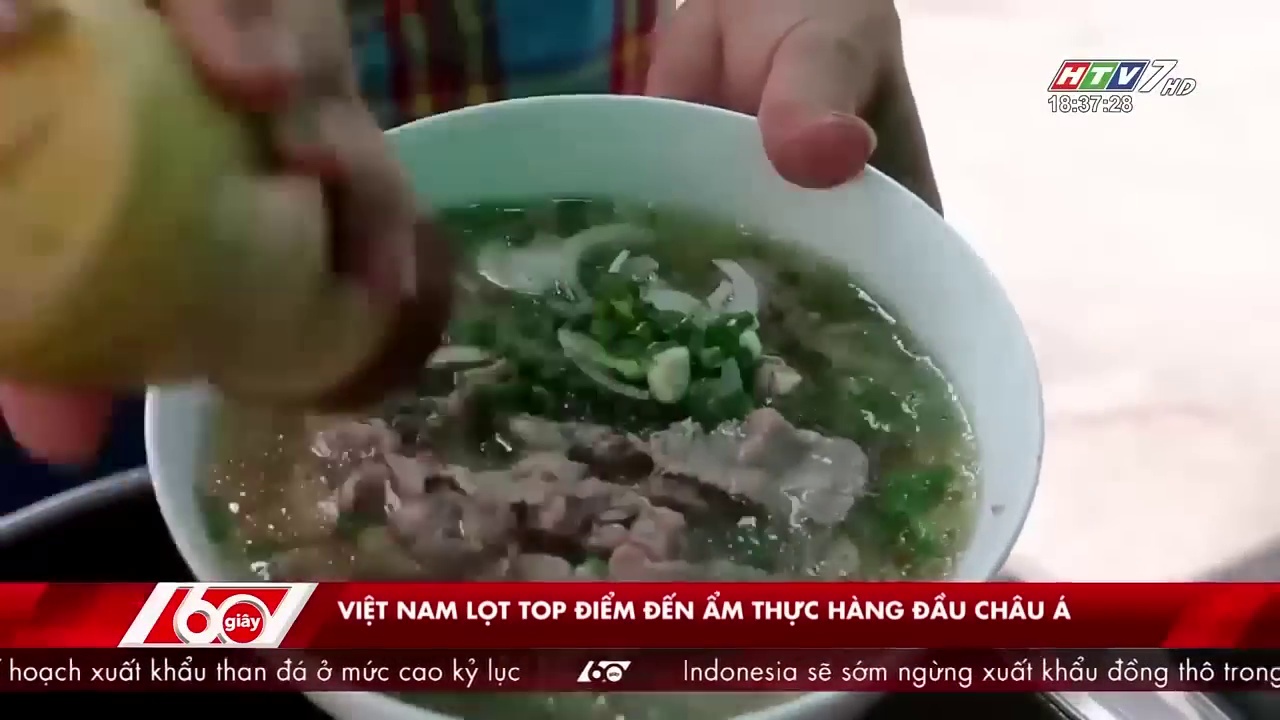 HTV7 HD
18:37:28
60 giây
VIỆT NAM LỌT TOP ĐIỂM ĐẾN ẨM THỰC HÀNG ĐẦU CHÂU Á
hoạch xuất khẩu than đá ở mức cao kỷ lục 60 Indonesia sẽ sớm ngừng xuất khẩu đồng thô trong